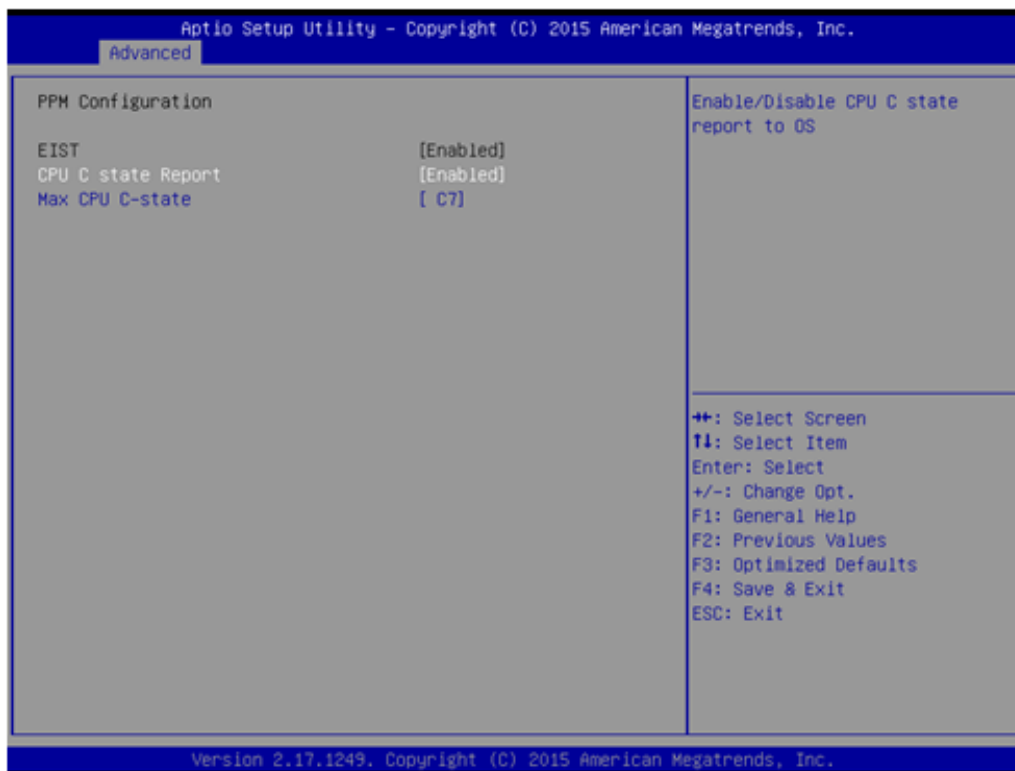 Aptio Setup Utility - Copyright (C) 2015 American Megatrends, Inc.
Advanced
PPM Configuration
EIST [Enabled]
CPU C state Report [Enabled]
Max CPU C-state [ C7]
Enable/Disable CPU C state
report to OS
→←: Select Screen
↑↓: Select Item
Enter: Select
+/-: Change Opt.
F1: General Help
F2: Previous Values
F3: Optimized Defaults
F4: Save & Exit
ESC: Exit
Version 2.17.1249. Copyright (C) 2015 American Megatrends, Inc.